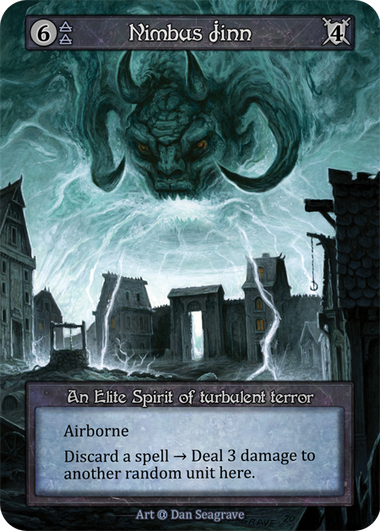 6
Nimbus Jinn
4
An Elite Spirit of turbulent terror
Airborne
Discard a spell → Deal 3 damage to
another random unit here.
Art @ Dan Seagrave